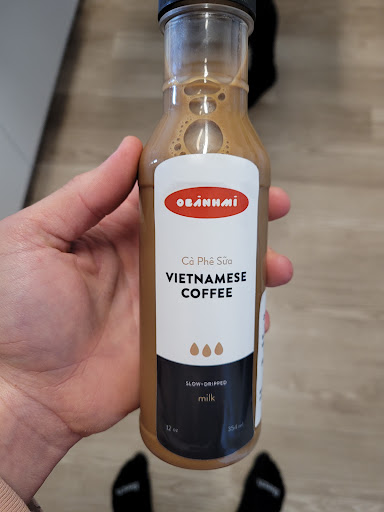 OBÁNHMÌ
Cà Phê Sữa
VIETNAMESE
COFFEE
SLOW-DRIPPED
milk
12 oz
354 ml